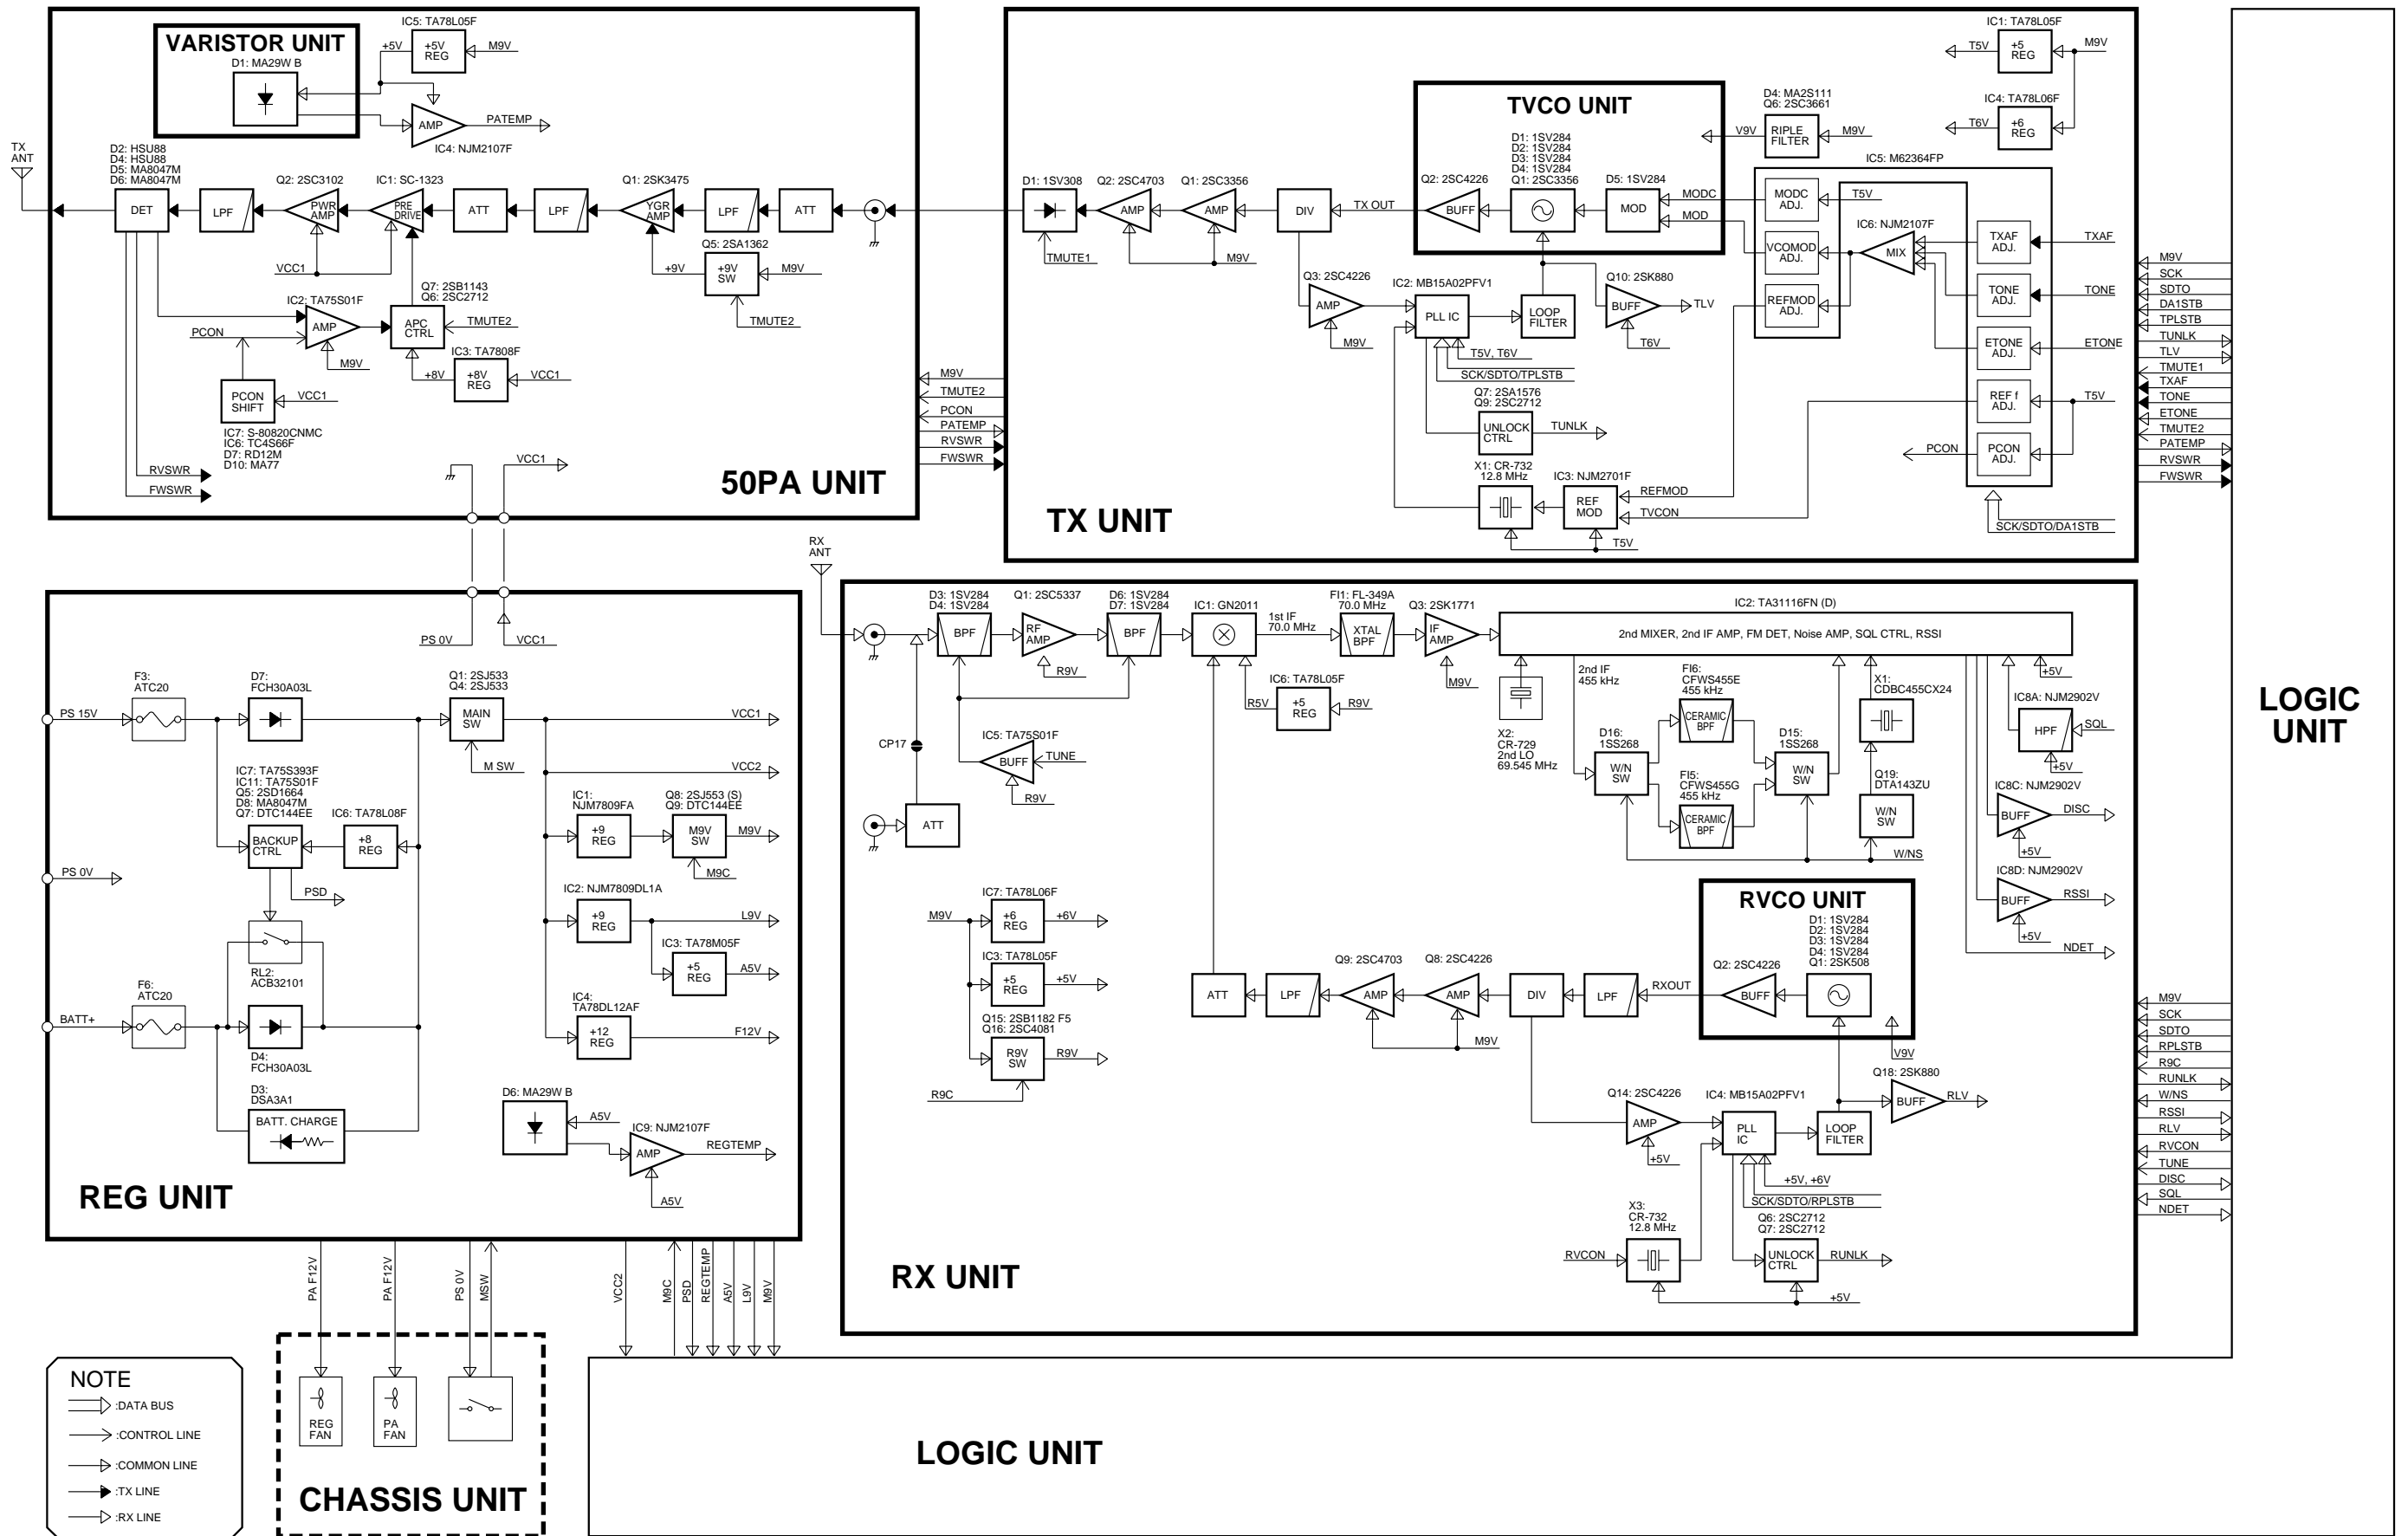 VARISTOR UNIT
D1: MA29W B
IC5: TA78L05F
+5V
+5V
REG
M9V
AMP
PATEMP
IC4: NJM2107F
TX
ANT
D2: HSU88
D4: HSU88
D5: MA8047M
D6: MA8047M
DET
LPF
Q2: 2SC3102
PWR
AMP
IC1: SC-1323
PRE
DRIVE
ATT
LPF
Q1: 2SK3475
YGR
AMP
LPF
ATT
VCC1
Q5: 2SA1362
+9V
+9V
SW
M9V
TMUTE2
Q7: 2SB1143
Q6: 2SC2712
IC2: TA75S01F
AMP
APC
CTRL
TMUTE2
PCON
M9V
IC3: TA7808F
+8V
+8V
REG
VCC1
PCON
SHIFT
VCC1
IC7: S-80820CNMC
IC6: TC4S66F
D7: RD12M
D10: MA77
RVSWR
FWSWR
VCC1
50PA UNIT
M9V
TMUTE2
PCON
PATEMP
RVSWR
FWSWR
TX UNIT
IC1: TA78L05F
T5V
+5
REG
M9V
IC4: TA78L06F
T6V
+6
REG
D4: MA2S111
Q6: 2SC3661
V9V
RIPLE
FILTER
M9V
TVCO UNIT
D1: 1SV284
D2: 1SV284
D3: 1SV284
D4: 1SV284
Q1: 2SC3356
Q2: 2SC4226
BUFF
D5: 1SV284
MOD
MODC
MOD
D1: 1SV308
TMUTE1
Q2: 2SC4703
AMP
Q1: 2SC3356
AMP
M9V
DIV
TX OUT
IC5: M62364FP
MODC
ADJ.
T5V
VCOMOD
ADJ.
REFMOD
ADJ.
IC6: NJM2107F
MIX
TXAF
ADJ.
TXAF
TONE
ADJ.
TONE
ETONE
ADJ.
ETONE
REF f
ADJ.
T5V
PCON
ADJ.
PCON
SCK/SDTO/DA1STB
Q3: 2SC4226
AMP
M9V
IC2: MB15A02PFV1
PLL IC
LOOP
FILTER
T5V, T6V
SCK/SDTO/TPLSTB
Q10: 2SK880
BUFF
TLV
T6V
Q7: 2SA1576
Q9: 2SC2712
UNLOCK
CTRL
TUNLK
X1: CR-732
12.8 MHz
IC3: NJM2701F
REF
MOD
REFMOD
TVCON
T5V
M9V
SCK
SDTO
DA1STB
TPLSTB
TUNLK
TLV
TMUTE1
TXAF
TONE
ETONE
TMUTE2
PATEMP
RVSWR
FWSWR
LOGIC
UNIT
PS 0V
VCC1
F3:
ATC20
D7:
FCH30A03L
Q1: 2SJ533
Q4: 2SJ533
PS 15V
MAIN
SW
VCC1
M SW
VCC2
IC7: TA75S393F
IC11: TA75S01F
Q5: 2SD1664
D8: MA8047M
Q7: DTC144EE
IC6: TA78L08F
BACKUP
CTRL
+8
REG
IC1:
NJM7809FA
+9
REG
Q8: 2SJ553 (S)
Q9: DTC144EE
M9V
SW
M9V
M9C
PS 0V
PSD
IC2: NJM7809DL1A
+9
REG
L9V
IC3: TA78M05F
+5
REG
A5V
RL2:
ACB32101
F6:
ATC20
BATT+
IC4:
TA78DL12AF
+12
REG
F12V
D4:
FCH30A03L
D3:
DSA3A1
BATT. CHARGE
D6: MA29W B
A5V
IC9: NJM2107F
AMP
REGTEMP
A5V
REG UNIT
RX
ANT
D3: 1SV284
D4: 1SV284
BPF
Q1: 2SC5337
RF
AMP
R9V
D6: 1SV284
D7: 1SV284
BPF
IC1: GN2011
1st IF
70.0 MHz
FI1: FL-349A
70.0 MHz
XTAL
BPF
Q3: 2SK1771
IF
AMP
M9V
IC2: TA31116FN (D)
2nd MIXER, 2nd IF AMP, FM DET, Noise AMP, SQL CTRL, RSSI
IC6: TA78L05F
R5V
+5
REG
R9V
X2:
CR-729
2nd LO
69.545 MHz
2nd IF
455 kHz
FI6:
CFWS455E
455 kHz
CERAMIC
BPF
D16:
1SS268
W/N
SW
D15:
1SS268
W/N
SW
FI5:
CFWS455G
455 kHz
CERAMIC
BPF
X1:
CDBC455CX24
Q19:
DTA143ZU
W/N
SW
W/NS
+5V
IC8A: NJM2902V
HPF
SQL
+5V
IC8C: NJM2902V
BUFF
DISC
+5V
IC8D: NJM2902V
BUFF
RSSI
+5V
NDET
CP17
IC5: TA75S01F
BUFF
TUNE
R9V
ATT
IC7: TA78L06F
M9V
+6
REG
+6V
IC3: TA78L05F
+5
REG
+5V
Q15: 2SB1182 F5
Q16: 2SC4081
R9V
SW
R9V
R9C
RVCO UNIT
D1: 1SV284
D2: 1SV284
D3: 1SV284
D4: 1SV284
Q1: 2SK508
Q2: 2SC4226
BUFF
V9V
ATT
LPF
Q9: 2SC4703
AMP
Q8: 2SC4226
AMP
M9V
DIV
LPF
RXOUT
Q14: 2SC4226
AMP
+5V
IC4: MB15A02PFV1
PLL
IC
LOOP
FILTER
Q18: 2SK880
BUFF
RLV
+5V, +6V
SCK/SDTO/RPLSTB
X3:
CR-732
12.8 MHz
RVCON
Q6: 2SC2712
Q7: 2SC2712
UNLOCK
CTRL
RUNLK
+5V
RX UNIT
M9V
SCK
SDTO
RPLSTB
R9C
RUNLK
W/NS
RSSI
RLV
RVCON
TUNE
DISC
SQL
NDET
PA F12V
PA F12V
PS 0V
MSW
VCC2
M9C
PSD
REGTEMP
A5V
L9V
M9V
NOTE
:DATA BUS
:CONTROL LINE
:COMMON LINE
:TX LINE
:RX LINE
REG
FAN
PA
FAN
CHASSIS UNIT
LOGIC UNIT